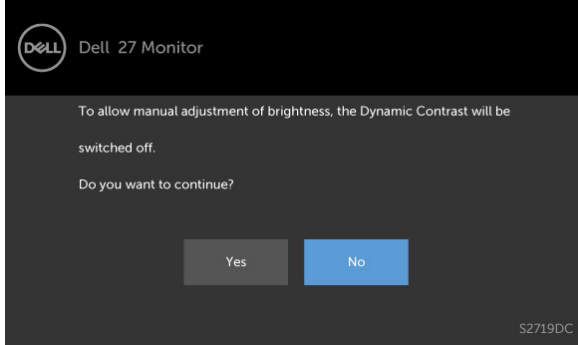 DELL
Dell 27 Monitor
To allow manual adjustment of brightness, the Dynamic Contrast will be
switched off.
Do you want to continue?
Yes
No
S2719DC